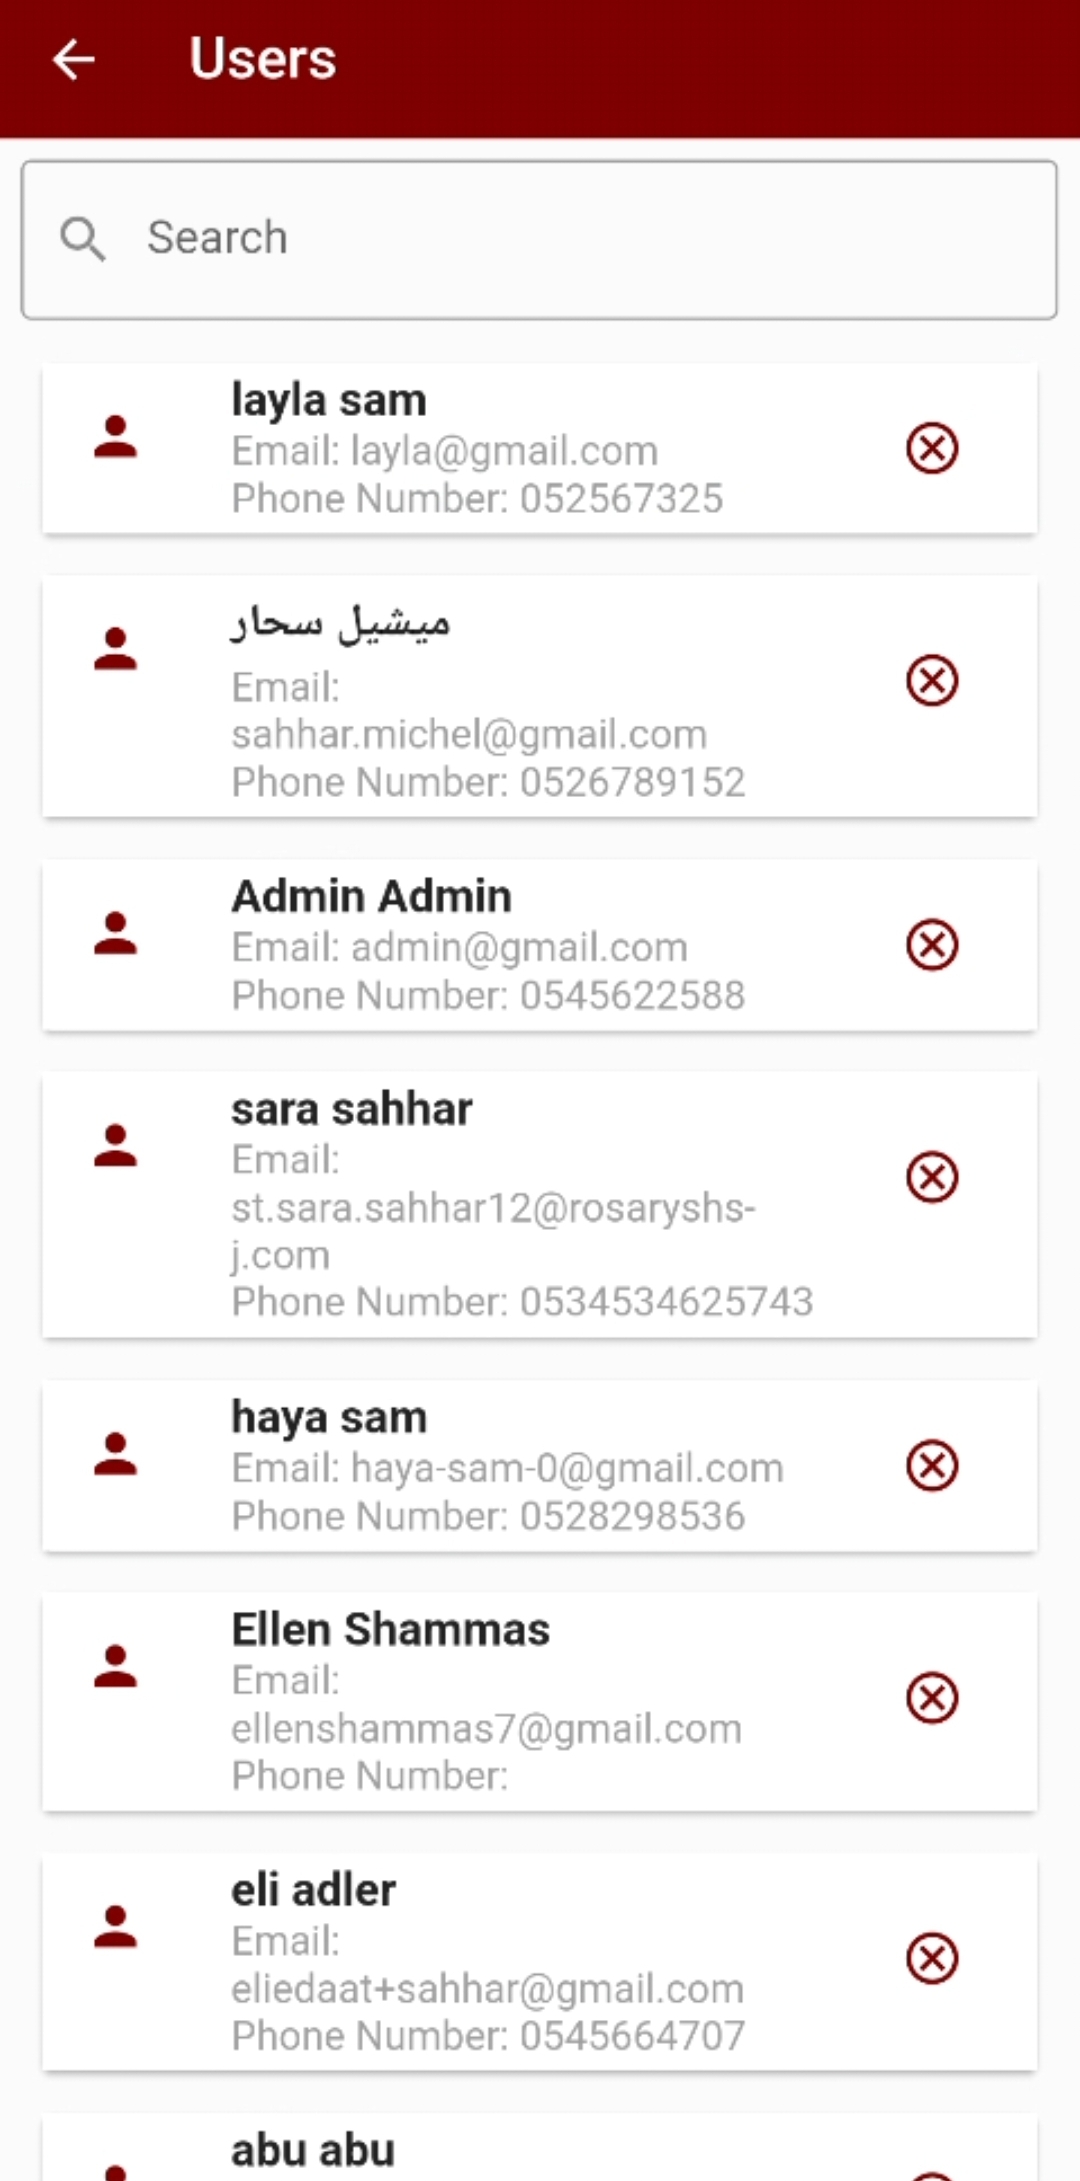 Users
Search
layla sam
Email: layla@gmail.com
Phone Number: 052567325
ميشيل سحار
Email:
sahhar.michel@gmail.com
Phone Number: 0526789152
Admin Admin
Email: admin@gmail.com
Phone Number: 0545622588
sara sahhar
Email:
st.sara.sahhar12@rosaryshs-
j.com
Phone Number: 0534534625743
haya sam
Email: haya-sam-0@gmail.com
Phone Number: 0528298536
Ellen Shammas
Email:
ellenshammas7@gmail.com
Phone Number:
eli adler
Email:
eliedaat+sahhar@gmail.com
Phone Number: 0545664707
abu abu